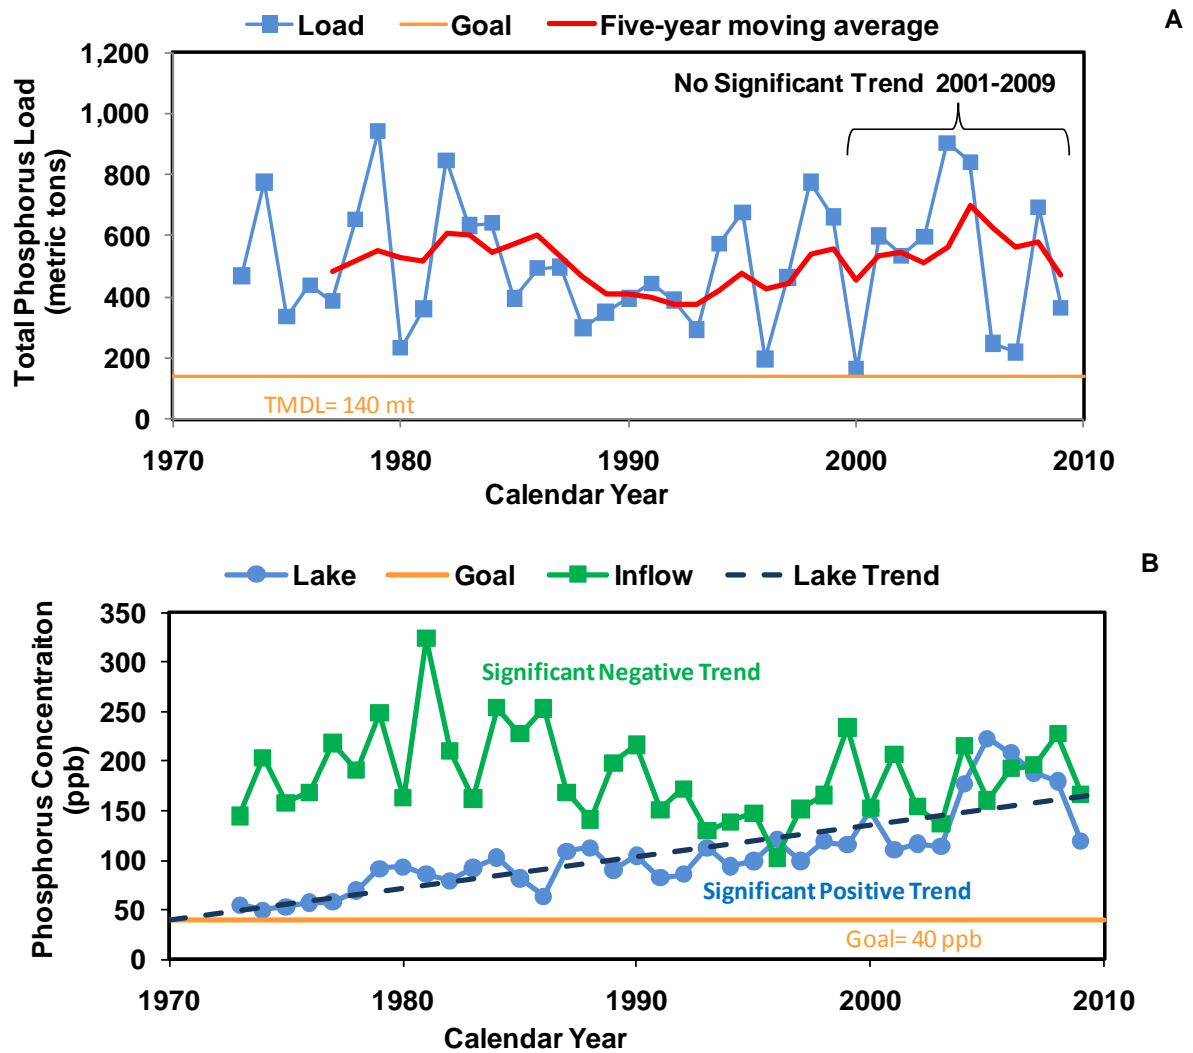 Load Goal Five-year moving average
A
1,200
1,000
800
600
400
200
0
Total Phosphorus Load
(metric tons)
No Significant Trend 2001-2009
TMDL= 140 mt
1970 1980 1990 2000 2010
Calendar Year
Lake Goal Inflow Lake Trend
B
350
300
250
200
150
100
50
0
Phosphorus Concentraiton
(ppb)
Significant Negative Trend
Significant Positive Trend
Goal= 40 ppb
1970 1980 1990 2000 2010
Calendar Year